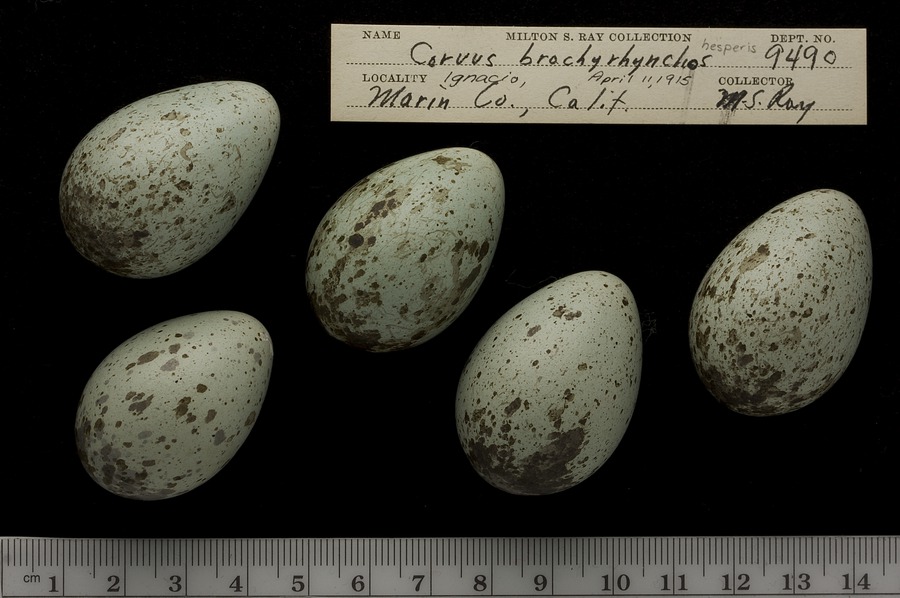 NAME MILTON S. RAY COLLECTION DEPT. NO.
Corvus brachyrhynchos hesperis 9490
LOCALITY Ignacio, April 11, 1915 COLLECTOR
Marin Co., Calif. M.S. Ray
cm 1 2 3 4 5 6 7 8 9 10 11 12 13 14